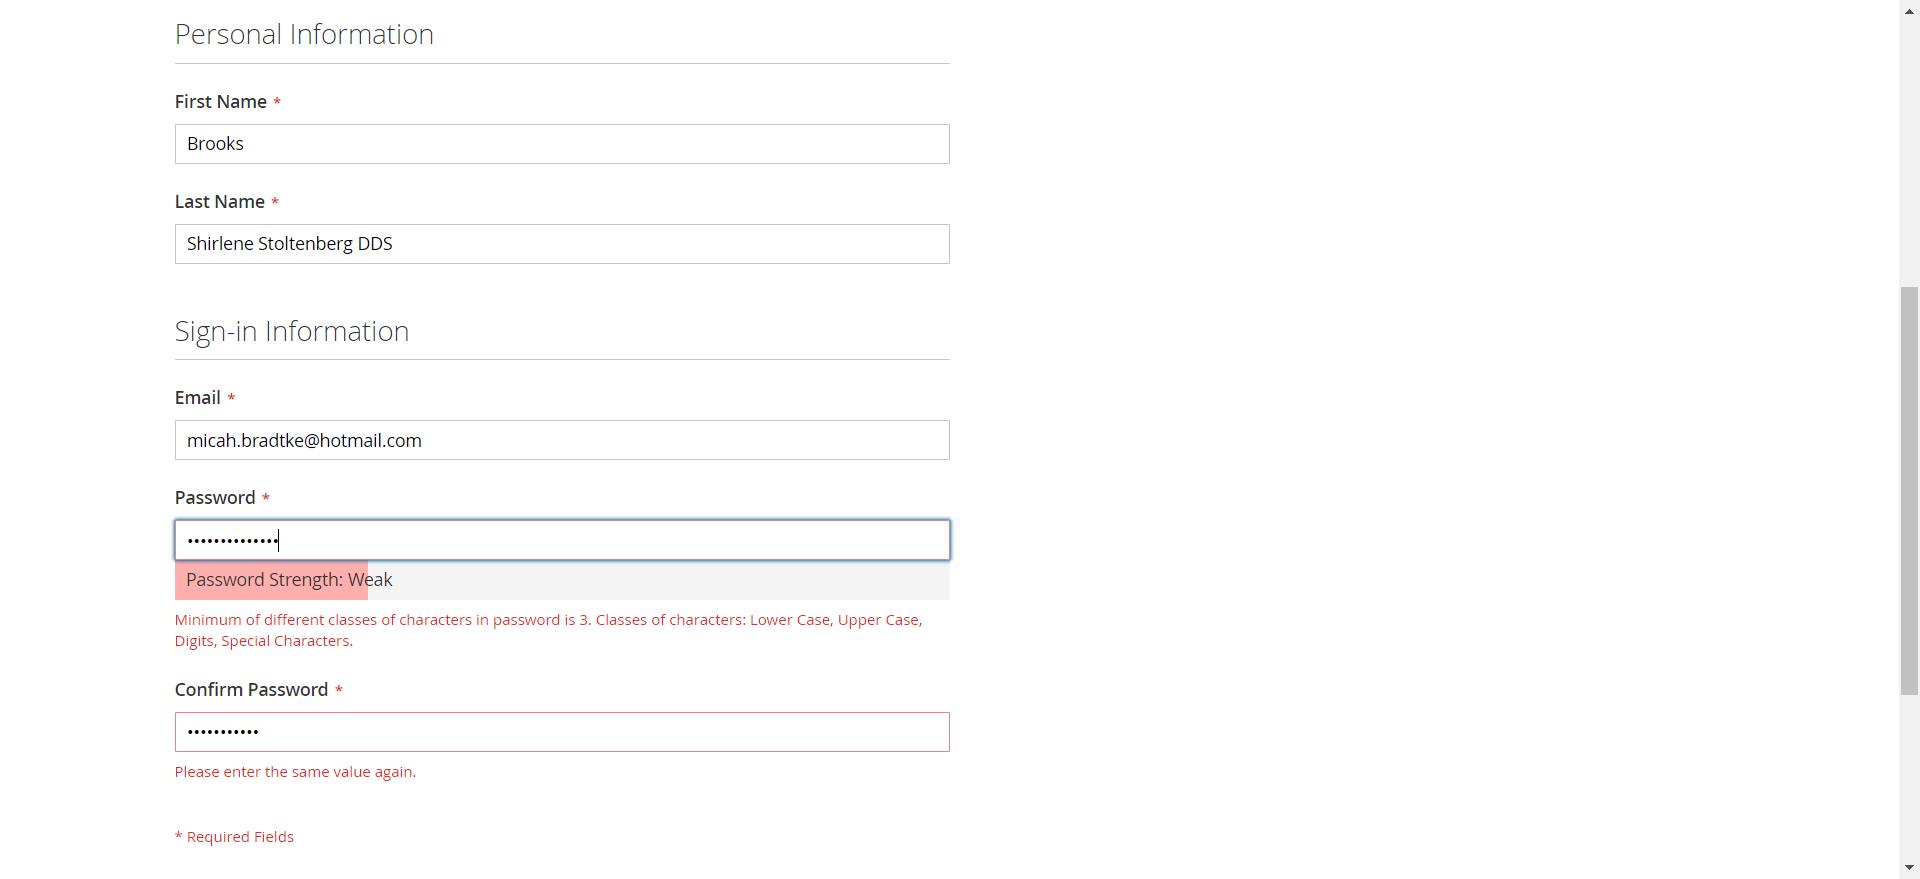 Personal Information
First Name *
Brooks
Last Name *
Shirlene Stoltenberg DDS
Sign-in Information
Email *
micah.bradtke@hotmail.com
Password *
••••••••••••••
Password Strength: Weak
Minimum of different classes of characters in password is 3. Classes of characters: Lower Case, Upper Case,
Digits, Special Characters.
Confirm Password *
•••••••••••
Please enter the same value again.
* Required Fields